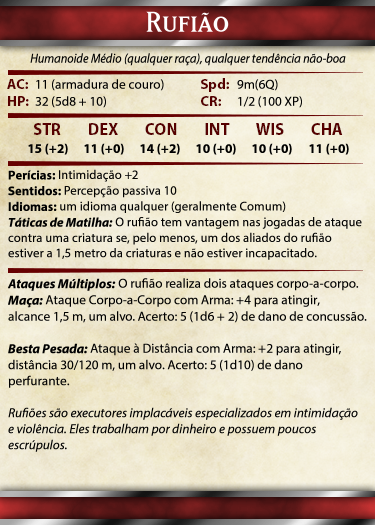 RUFIÃO
Humanoide Médio (qualquer raça), qualquer tendência não-boa
AC: 11 (armadura de couro) Spd: 9m(6Q)
HP: 32 (5d8 + 10) CR: 1/2 (100 XP)
STR DEX CON INT WIS CHA
15 (+2) 11 (+0) 14 (+2) 10 (+0) 10 (+0) 11 (+0)
Perícias: Intimidação +2
Sentidos: Percepção passiva 10
Idiomas: um idioma qualquer (geralmente Comum)
Táticas de Matilha: O rufião tem vantagem nas jogadas de ataque
contra uma criatura se, pelo menos, um dos aliados do rufião
estiver a 1,5 metro da criaturas e não estiver incapacitado.
Ataques Múltiplos: O rufião realiza dois ataques corpo-a-corpo.
Maça: Ataque Corpo-a-Corpo com Arma: +4 para atingir,
alcance 1,5 m, um alvo. Acerto: 5 (1d6 + 2) de dano de concussão.
Besta Pesada: Ataque à Distância com Arma: +2 para atingir,
distância 30/120 m, um alvo. Acerto: 5 (1d10) de dano
perfurante.
Rufiões são executores implacáveis especializados em intimidação
e violência. Eles trabalham por dinheiro e possuem poucos
escrúpulos.